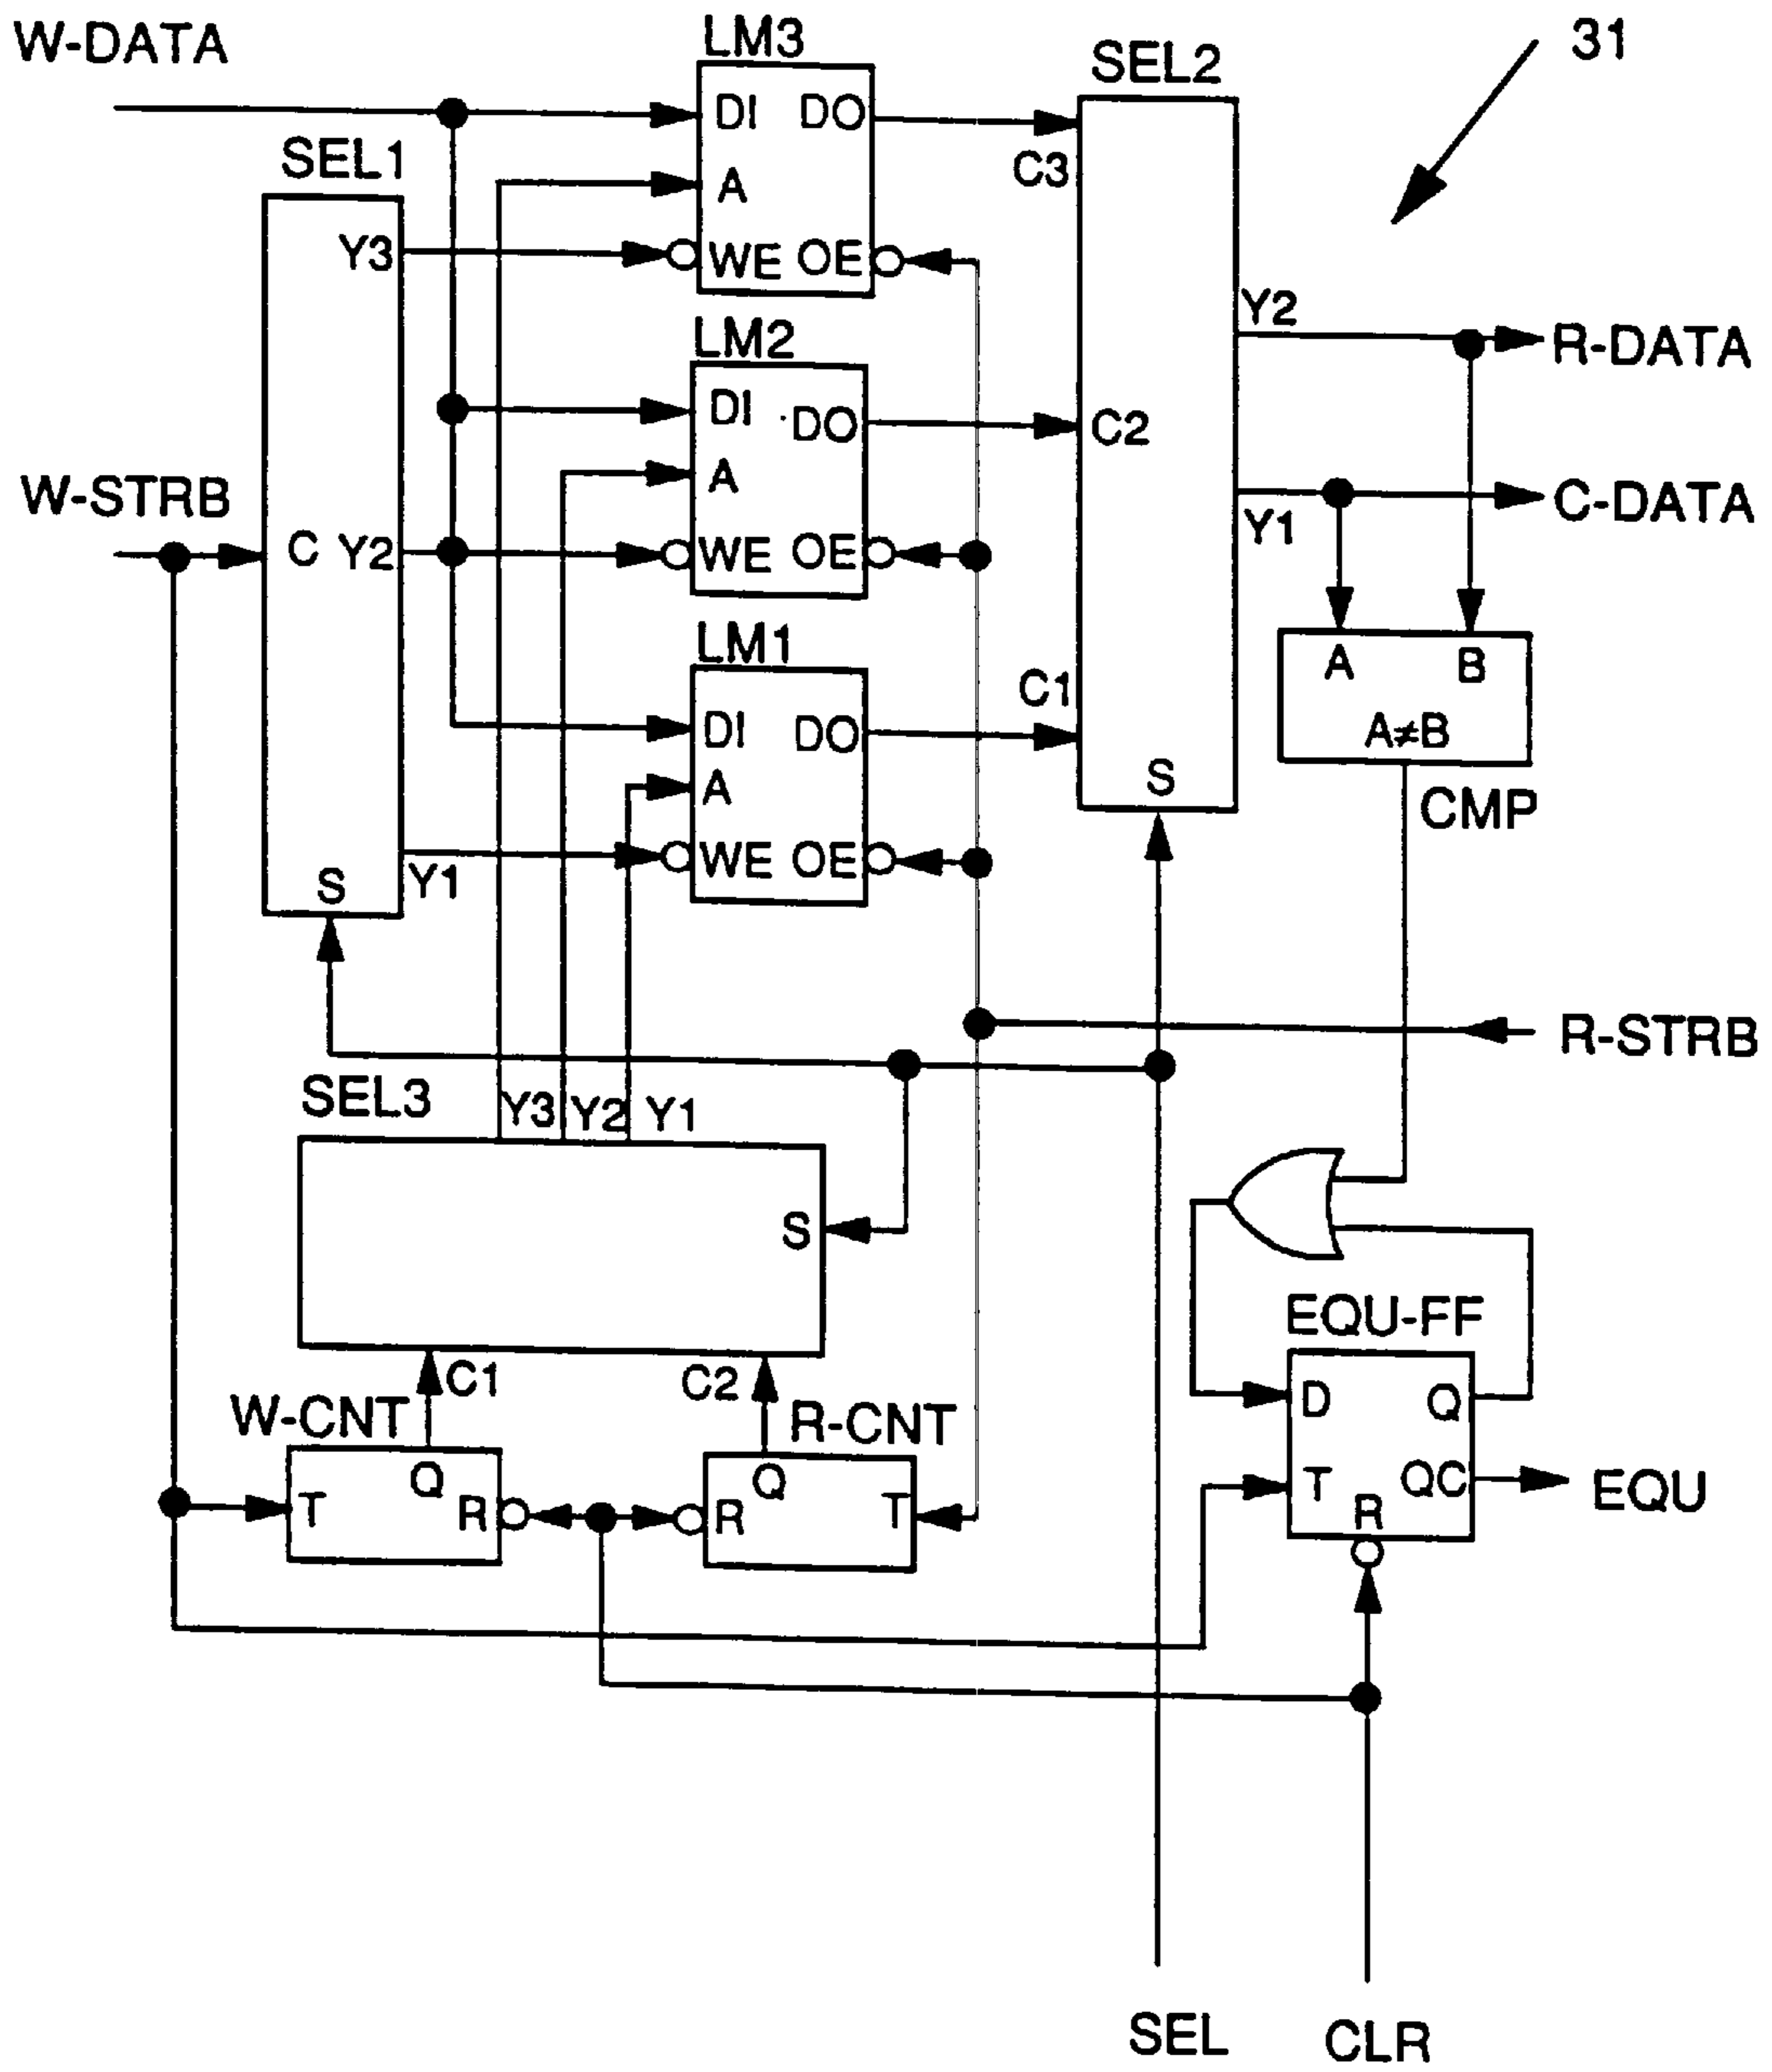 W-DATA
LM3
SEL2
31
DI DO
SEL1
C3
A
Y3
WE OE
Y2
LM2
R-DATA
DI DO
C2
A
W-STRB
C-DATA
Y1
C Y2
WE OE
LM1
A B
C1
DI DO
A≠B
S
A
CMP
WE OE
Y1
S
R-STRB
SEL3
Y3 Y2 Y1
S
EQU-FF
C1
C2
W-CNT
R-CNT
D Q
Q
Q
T QC
EQU
T R
R T
R
SEL
CLR